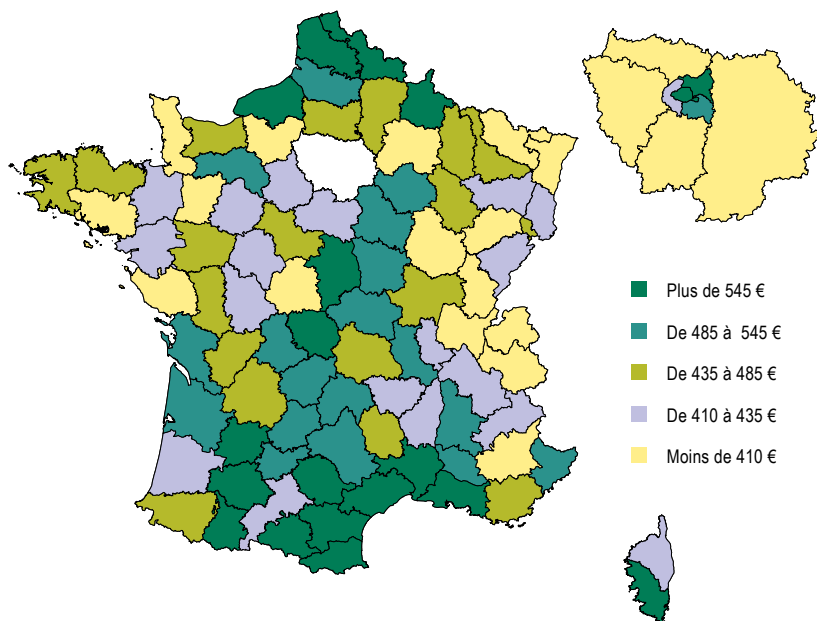 Plus de 545 €
De 485 à 545 €
De 435 à 485 €
De 410 à 435 €
Moins de 410 €